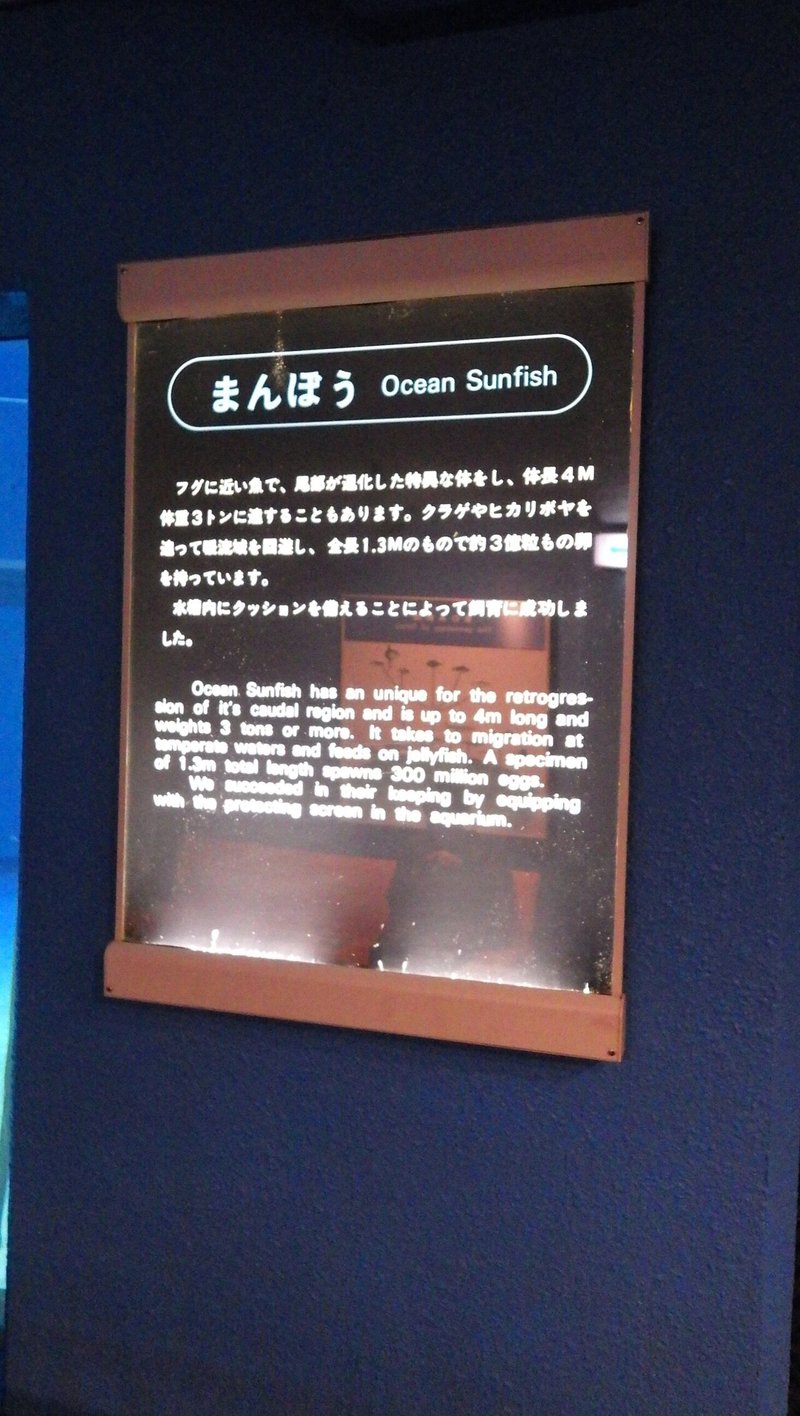 まんぼう Ocean Sunfish
フグに近い魚で、尾部が退化した特異な体をし、体長4M
体重3トンに達することもあります。クラゲやヒカリボヤを
追って暖流域を回遊し、全長1.3Mのもので約3億粒もの卵
を持っています。
水槽内にクッションを備えることによって飼育に成功しま
した。
Ocean Sunfish has an unique for the retrogres-
sion of it's caudal region and is up to 4m long and
weights 3 tons or more. It takes to migration at
temperate waters and feeds on jellyfish. A specimen
of 1.3m total length spawns 300 million eggs.
We succeeded in their keeping by equipping
with the protecting screen in the aquarium.